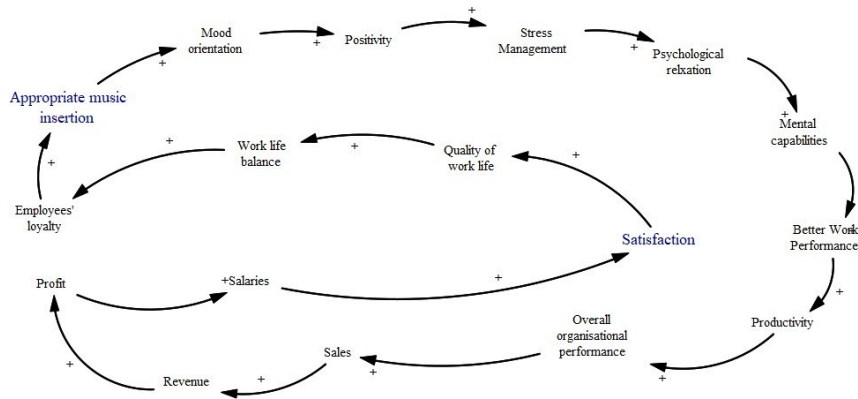 Mood
orientation
+
Positivity
+
Stress
Management
+
Psychological
relxation
+
Mental
capabilities
+
Better Work
Performance
+
Productivity
+
Overall
organisational
performance
+
Sales
+
Revenue
+
Profit
+Salaries
+
Satisfaction
+
Quality of
work life
+
Work life
balance
+
Employees'
loyalty
+
Appropriate music
insertion
+